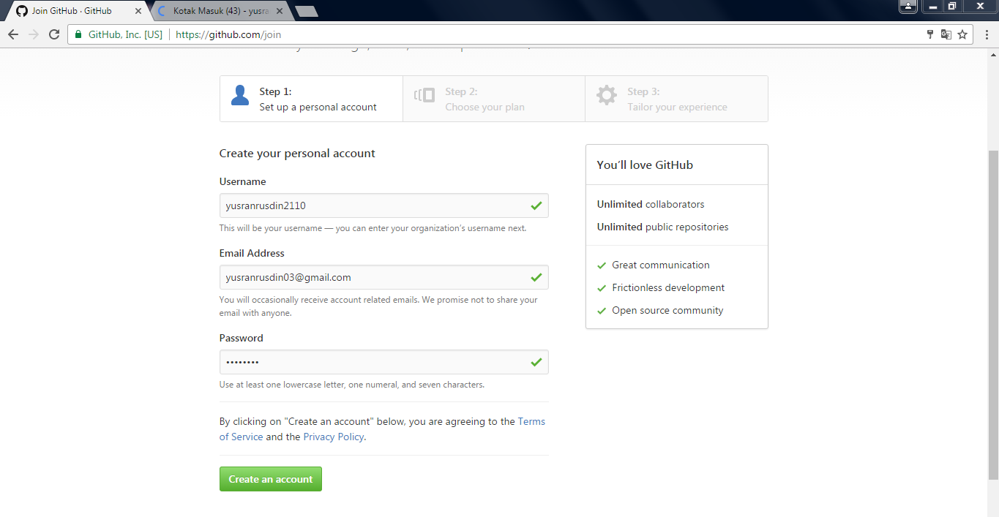 Join GitHub · GitHub
Kotak Masuk (43) - yusra
GitHub, Inc. [US]
https://github.com/join
Step 1:
Set up a personal account
Step 2:
Choose your plan
Step 3:
Tailor your experience
Create your personal account
Username
yusranrusdin2110
This will be your username — you can enter your organization’s username next.
Email Address
yusranrusdin03@gmail.com
You will occasionally receive account related emails. We promise not to share your
email with anyone.
Password
••••••••
Use at least one lowercase letter, one numeral, and seven characters.
By clicking on "Create an account" below, you are agreeing to the Terms
of Service and the Privacy Policy.
Create an account
You’ll love GitHub
Unlimited collaborators
Unlimited public repositories
Great communication
Frictionless development
Open source community